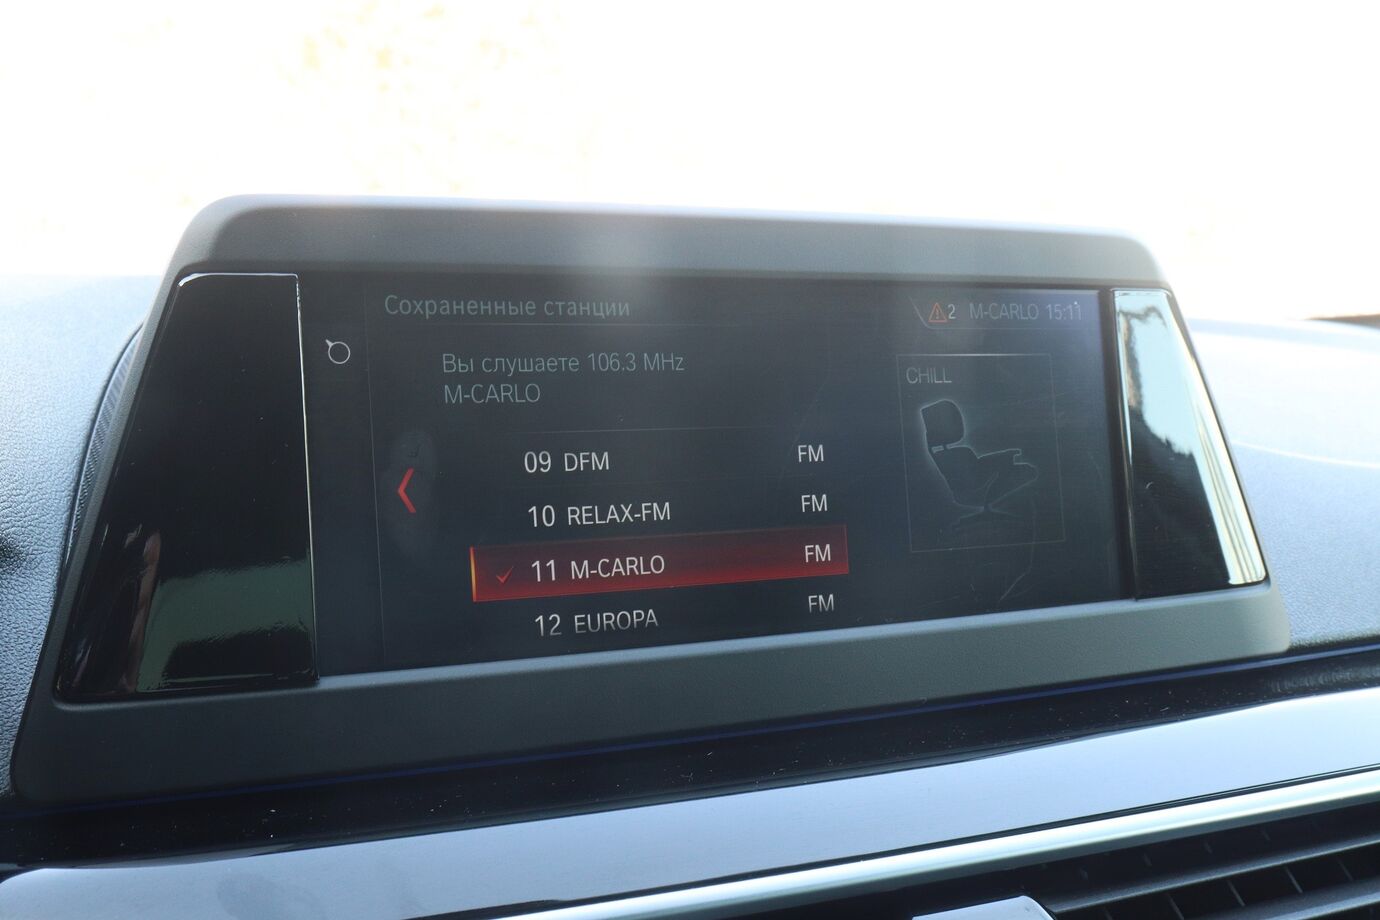 Сохраненные станции
2 M-CARLO 15:11
Вы слушаете 106.3 MHz
M-CARLO
CHILL
09 DFM FM
10 RELAX-FM FM
11 M-CARLO FM
12 EUROPA FM